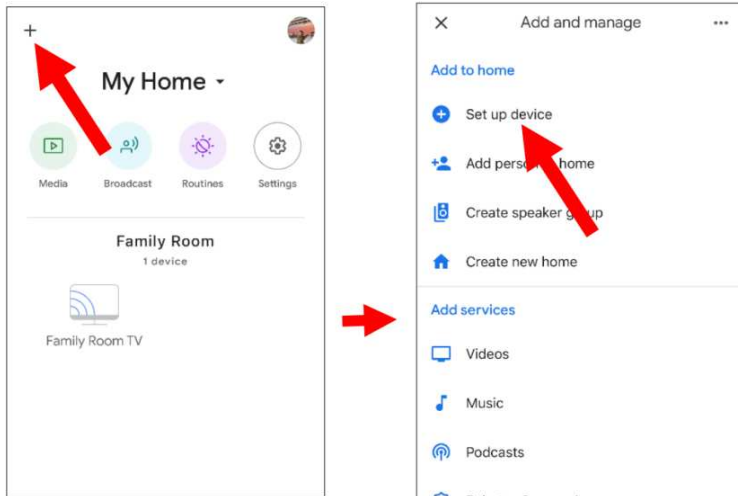 My Home
Media
Broadcast
Routines
Settings
Family Room
1 device
Family Room TV
Add and manage
Add to home
Set up device
Add home
Create speaker
Create new home
Add services
Videos
Music
Podcasts